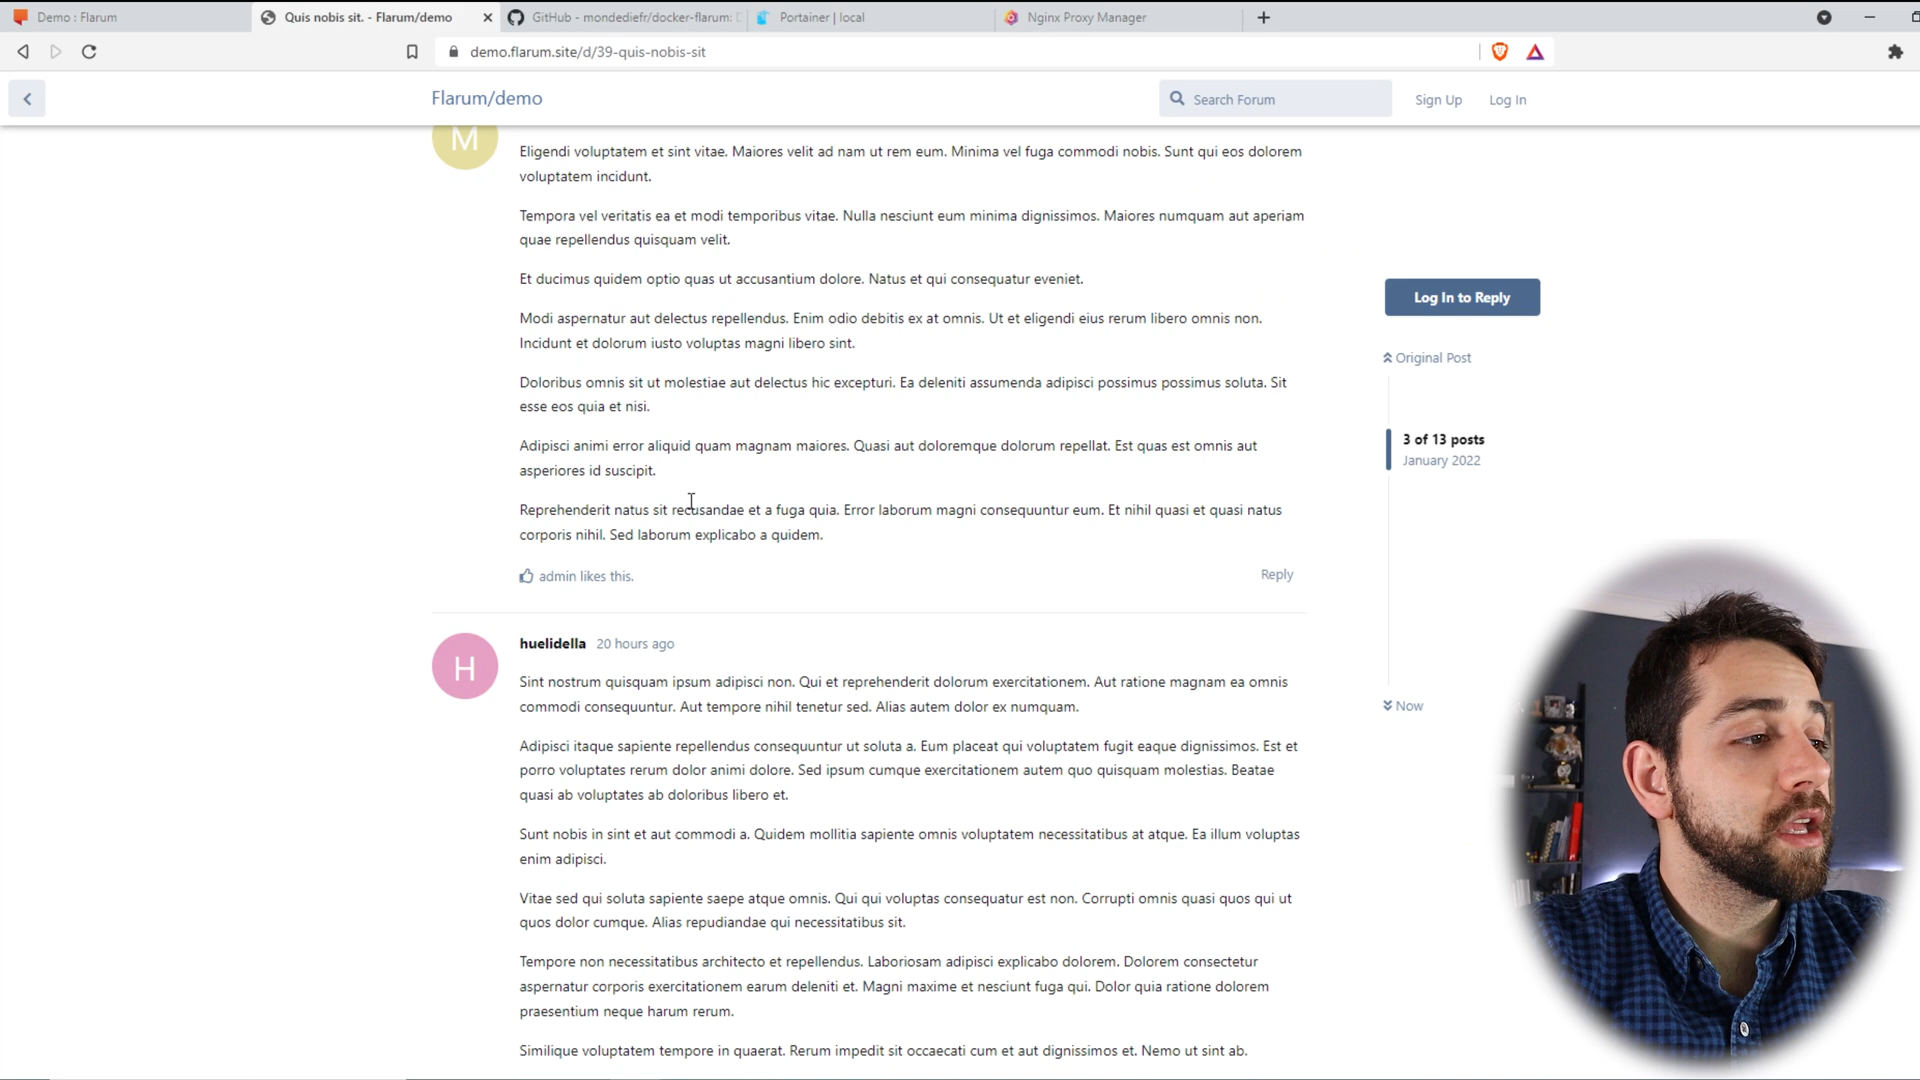 Demo : Flarum
Quis nobis sit. - Flarum/demo
GitHub - mondediefr/docker-flarum:
Portainer | local
Nginx Proxy Manager
demo.flarum.site/d/39-quis-nobis-sit
Flarum/demo
Search Forum
Sign Up
Log In
M
Eligendi voluptatem et sint vitae. Maiores velit ad nam ut rem eum. Minima vel fuga commodi nobis. Sunt qui eos dolorem
voluptatem incidunt.
Tempora vel veritatis ea et modi temporibus vitae. Nulla nesciunt eum minima dignissimos. Maiores numquam aut aperiam
quae repellendus quisquam velit.
Et ducimus quidem optio quas ut accusantium dolore. Natus et qui consequatur eveniet.
Modi aspernatur aut delectus repellendus. Enim odio debitis ex at omnis. Ut et eligendi eius rerum libero omnis non.
Incidunt et dolorum iusto voluptas magni libero sint.
Doloribus omnis sit ut molestiae aut delectus hic excepturi. Ea deleniti assumenda adipisci possimus possimus soluta. Sit
esse eos quia et nisi.
Adipisci animi error aliquid quam magnam maiores. Quasi aut doloremque dolorum repellat. Est quas est omnis aut
asperiores id suscipit.
Reprehenderit natus sit recusandae et a fuga quia. Error laborum magni consequuntur eum. Et nihil quasi et quasi natus
corporis nihil. Sed laborum explicabo a quidem.
admin likes this.
Reply
Log In to Reply
Original Post
3 of 13 posts
January 2022
Now
H
huelidella 20 hours ago
Sint nostrum quisquam ipsum adipisci non. Qui et reprehenderit dolorum exercitationem. Aut ratione magnam ea omnis
commodi consequuntur. Aut tempore nihil tenetur sed. Alias autem dolor ex numquam.
Adipisci itaque sapiente repellendus consequuntur ut soluta a. Eum placeat qui voluptatem fugit eaque dignissimos. Est et
porro voluptates rerum dolor animi dolore. Sed ipsum cumque exercitationem autem quo quisquam molestias. Beatae
quasi ab voluptates ab doloribus libero et.
Sunt nobis in sint et aut commodi a. Quidem mollitia sapiente omnis voluptatem necessitatibus at atque. Ea illum voluptas
enim adipisci.
Vitae sed qui soluta sapiente saepe atque omnis. Qui qui voluptas consequatur est non. Corrupti omnis quasi quos qui ut
quos dolor cumque. Alias repudiandae qui necessitatibus sit.
Tempore non necessitatibus architecto et repellendus. Laboriosam adipisci explicabo dolorem. Dolorem consectetur
aspernatur corporis exercitationem earum deleniti et. Magni maxime et nesciunt fuga qui. Dolor quia ratione dolorem
praesentium neque harum rerum.
Similique voluptatem tempore in quaerat. Rerum impedit sit occaecati cum et aut dignissimos et. Nemo ut sint ab.